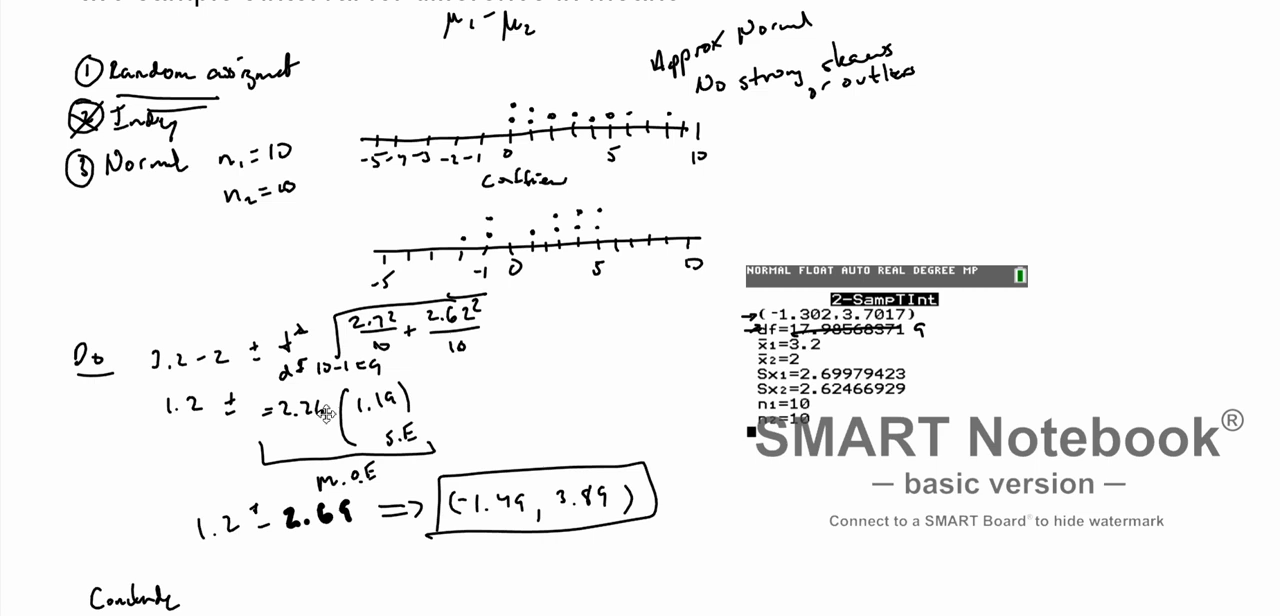 μ₁ - μ₂
Approx Normal
No strong skews
or outliers
① Random assignmt
② Indep
③ Normal n₁ = 10
n₂ = 10
-5 -4 -3 -2 -1 0 5 10
Caffeine
-5 -1 0 5 10
Do 3.2 - 2 ± t* √(2.7²/10 + 2.62²/10)
df 10-1=9
1.2 ± = 2.26 (1.19)
S.E
M.O.E
1.2 ± 2.69 => (-1.49, 3.89)
Conclude
NORMAL FLOAT AUTO REAL DEGREE MP
2-SampTInt
(-1.302,3.7017)
df=17.98568371 9
x̄1=3.2
x̄2=2
Sx1=2.69979423
Sx2=2.62466929
n1=10
n2=10
SMART Notebook®
— basic version —
Connect to a SMART Board® to hide watermark